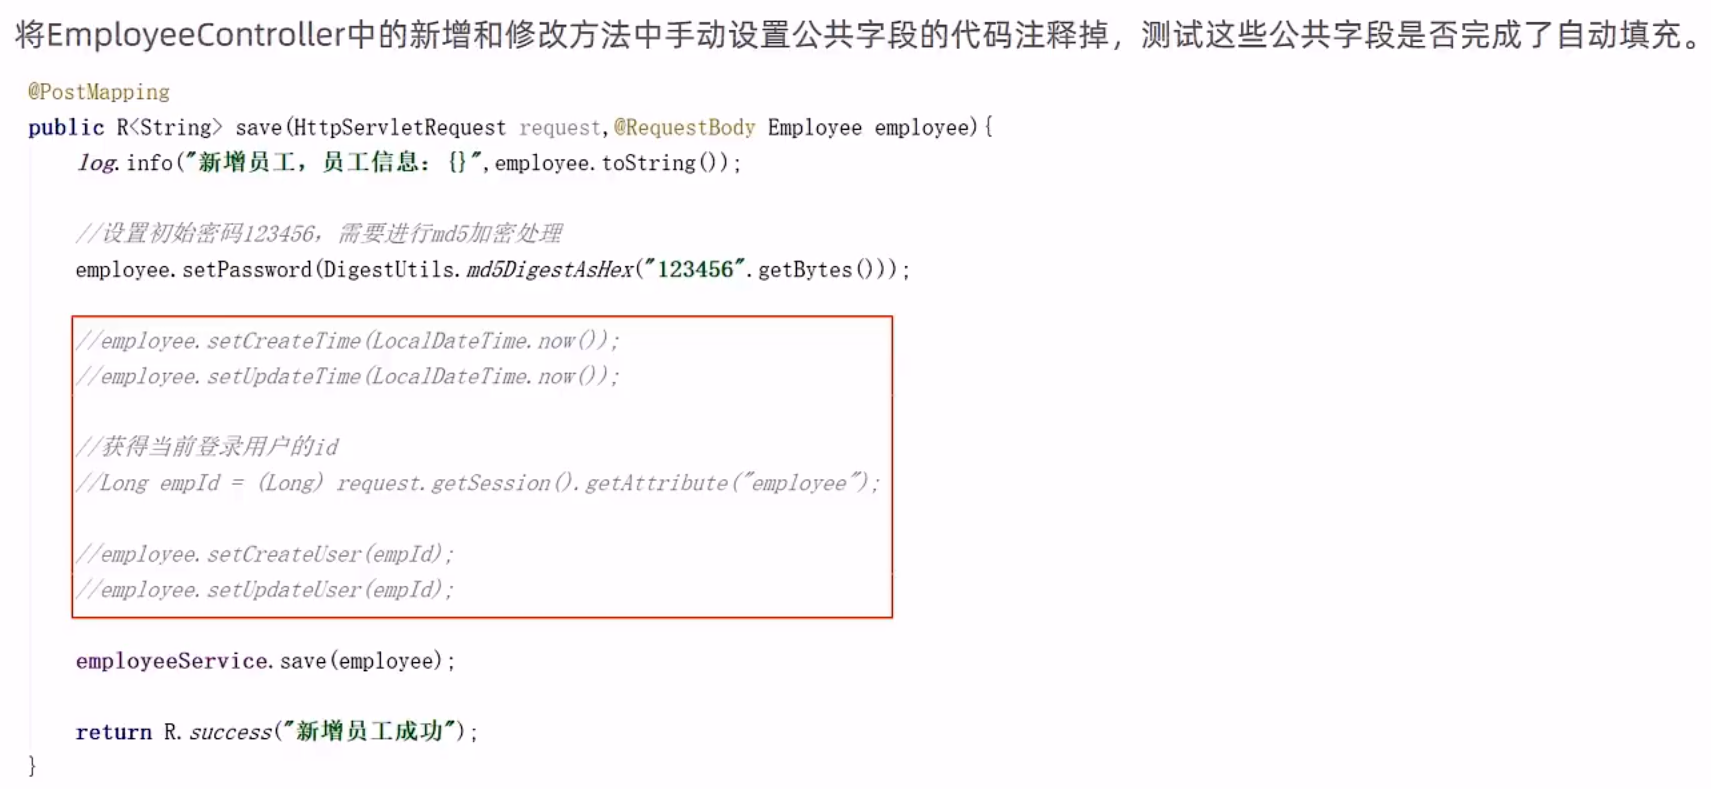 将EmployeeController中的新增和修改方法中手动设置公共字段的代码注释掉，测试这些公共字段是否完成了自动填充。
@PostMapping
public R<String> save(HttpServletRequest request,@RequestBody Employee employee){
log.info("新增员工，员工信息：{}",employee.toString());
//设置初始密码123456，需要进行md5加密处理
employee.setPassword(DigestUtils.md5DigestAsHex("123456".getBytes()));
//employee.setCreateTime(LocalDateTime.now());
//employee.setUpdateTime(LocalDateTime.now());
//获得当前登录用户的id
//Long empId = (Long) request.getSession().getAttribute("employee");
//employee.setCreateUser(empId);
//employee.setUpdateUser(empId);
employeeService.save(employee);
return R.success("新增员工成功");
}